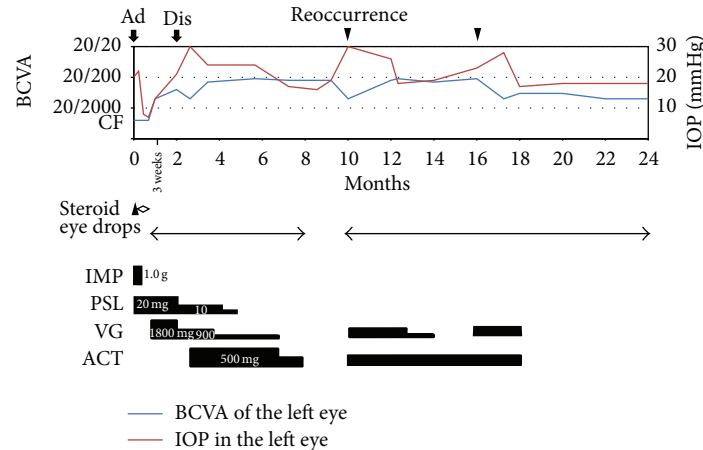 Ad Dis Reoccurrence
20/20 30
20/200 20
20/2000 10
CF
BCVA
IOP (mmHg)
0 2 4 6 8 10 12 14 16 18 20 22 24
3 weeks
Months
Steroid
eye drops
IMP 1.0 g
PSL 20 mg 10
VG 1800 mg 900
ACT 500 mg
BCVA of the left eye
IOP in the left eye